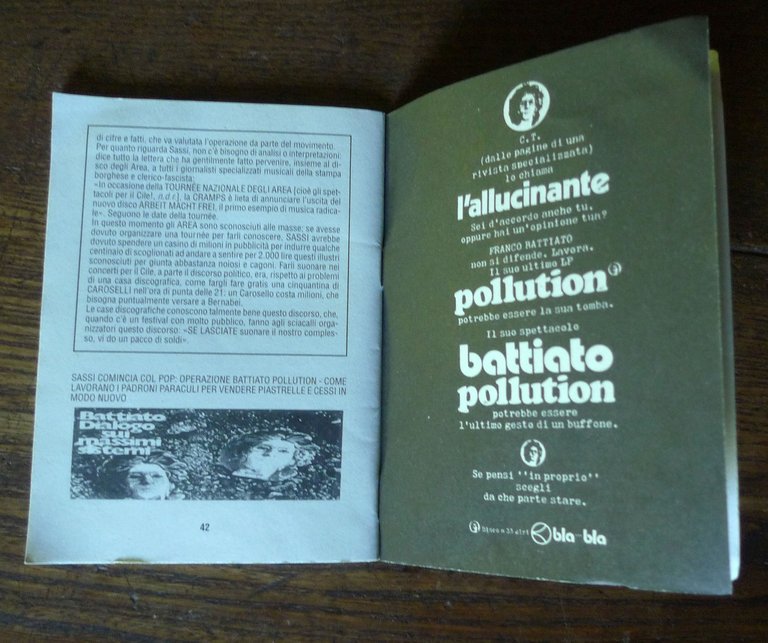 di cifre e fatti, che va valutata l'operazione da parte del movimento.
Per quanto riguarda Sassi, non c'è bisogno di analisi o interpretazioni:
dice tutto la lettera che ha gentilmente fatto pervenire, insieme al di-
sco degli Area, a tutti i giornalisti specializzati musicali della stampa
borghese e clerico-fascista:
«In occasione della TOURNÉE NAZIONALE DEGLI AREA [cioè gli spet-
tacoli per il Cile!, n.d.r.], la CRAMPS È lieta di annunciare l'uscita del
nuovo disco ARBEIT MACHT FREI, il primo esempio di musica radica-
le». Seguono le date della tournée.
In questo momento gli AREA sono sconosciuti alle masse; se avesse
dovuto organizzare una tournée per farli conoscere, SASSI avrebbe
dovuto spendere un casino di milioni in pubblicità per indurre qualche
centinaio di scoglionati ad andare a sentire per 2.000 lire questi illustri
sconosciuti per giunta abbastanza noiosi e cagoni. Farli suonare nei
concerti per il Cile, a parte il discorso politico, era, rispetto ai problemi
di una casa discografica, come fargli fare gratis una cinquantina di
CAROSELLI nell'ora di punta delle 21: un Carosello costa milioni, che
bisogna puntualmente versare a Bernabei.
Le case discografiche conoscono talmente bene questo discorso, che,
quando c'è un festival con molto pubblico, fanno agli sciacalli orga-
nizzatori questo discorso: «SE LASCIATE suonare il nostro comples-
so, vi do un pacco di soldi».
SASSI COMINCIA COL POP: OPERAZIONE BATTIATO POLLUTION - COME
LAVORANO I PADRONI PARACULI PER VENDERE PIASTRELLE E CESSI IN
MODO NUOVO
Battiato
Dialogo
sui
massimi
sistemi
42
C.T.
(dalle pagine di una
rivista specializzata)
lo chiama
l'allucinante
Sei d'accordo anche tu,
oppure hai un'opinione tua?
FRANCO BATTIATO
non si difende. Lavora.
Il suo ultimo LP
pollution
potrebbe essere la sua tomba.
Il suo spettacolo
battiato
pollution
potrebbe essere
l'ultimo gesto di un buffone.
Se pensi "in proprio"
scegli
da che parte stare.
Disco a 33 giri bla-bla